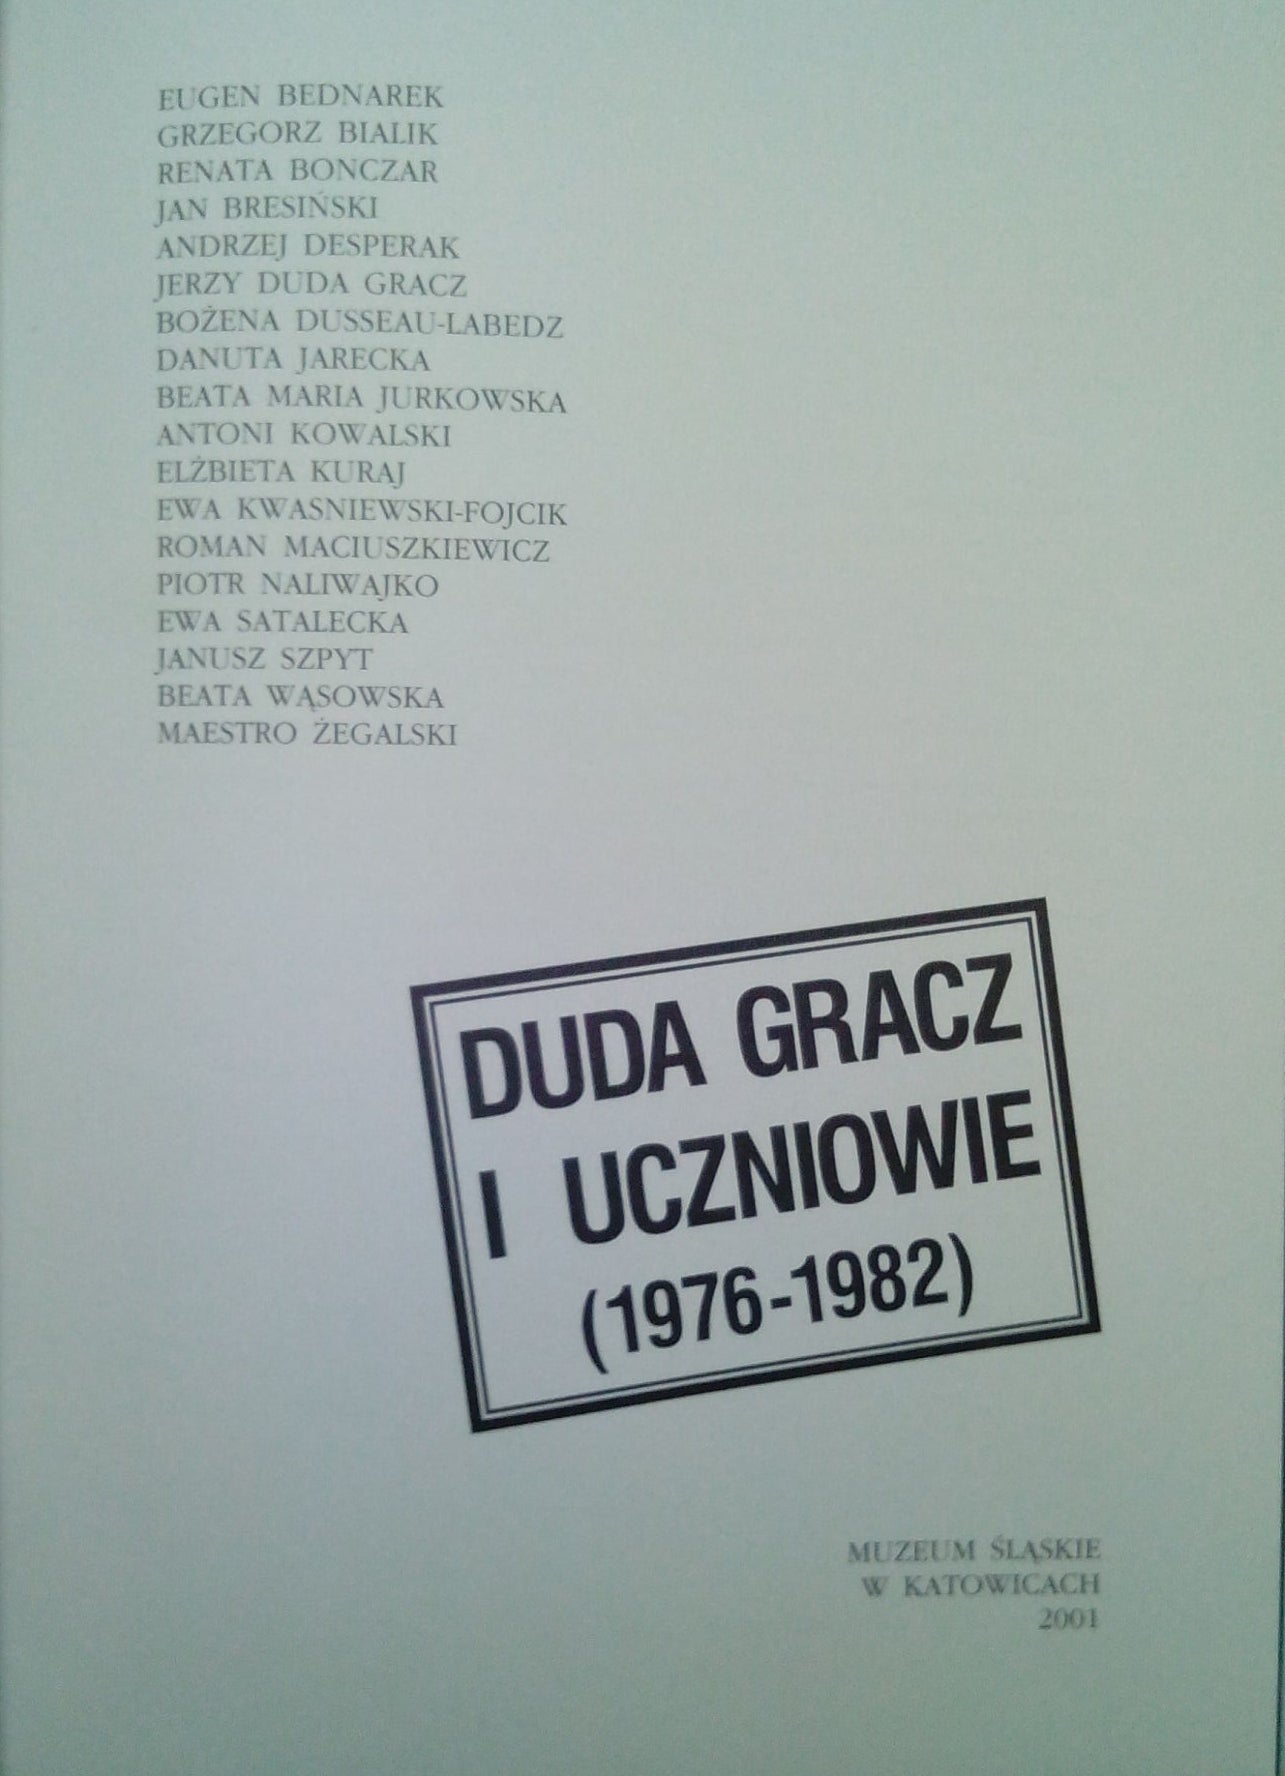 EUGEN BEDNAREK
GRZEGORZ BIALIK
RENATA BONCZAR
JAN BRESIŃSKI
ANDRZEJ DESPERAK
JERZY DUDA GRACZ
BOŻENA DUSSEAU-LABEDZ
DANUTA JARECKA
BEATA MARIA JURKOWSKA
ANTONI KOWALSKI
ELŻBIETA KURAJ
EWA KWASNIEWSKI-FOJCIK
ROMAN MACIUSZKIEWICZ
PIOTR NALIWAJKO
EWA SATALECKA
JANUSZ SZPYT
BEATA WĄSOWSKA
MAESTRO ŻEGALSKI
DUDA GRACZ
I UCZNIOWIE
(1976-1982)
MUZEUM ŚLĄSKIE
W KATOWICACH
2001